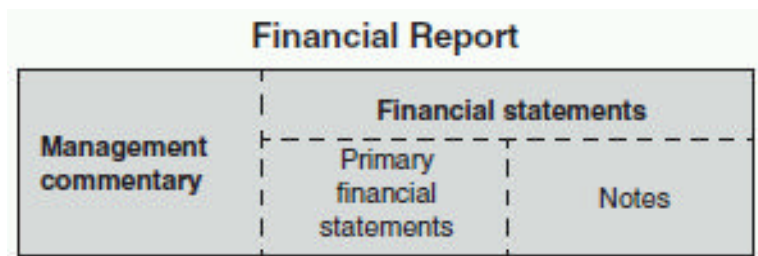 Financial Report
Financial statements
Management
commentary
Primary
financial
statements
Notes